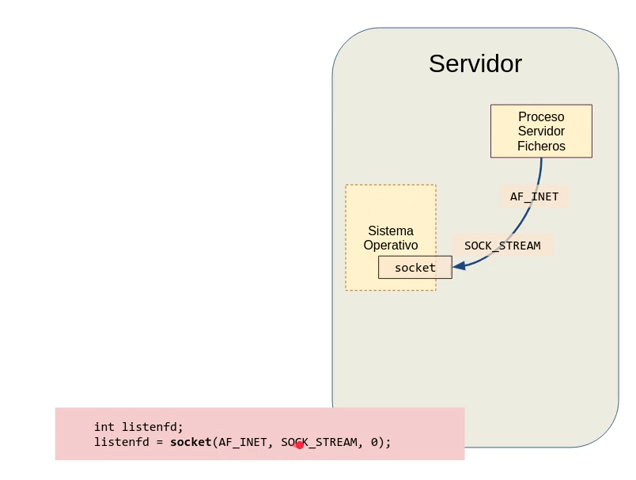 Servidor
Proceso
Servidor
Ficheros
AF_INET
Sistema
Operativo
SOCK_STREAM
socket
int listenfd;
listenfd = socket(AF_INET, SOCK_STREAM, 0);